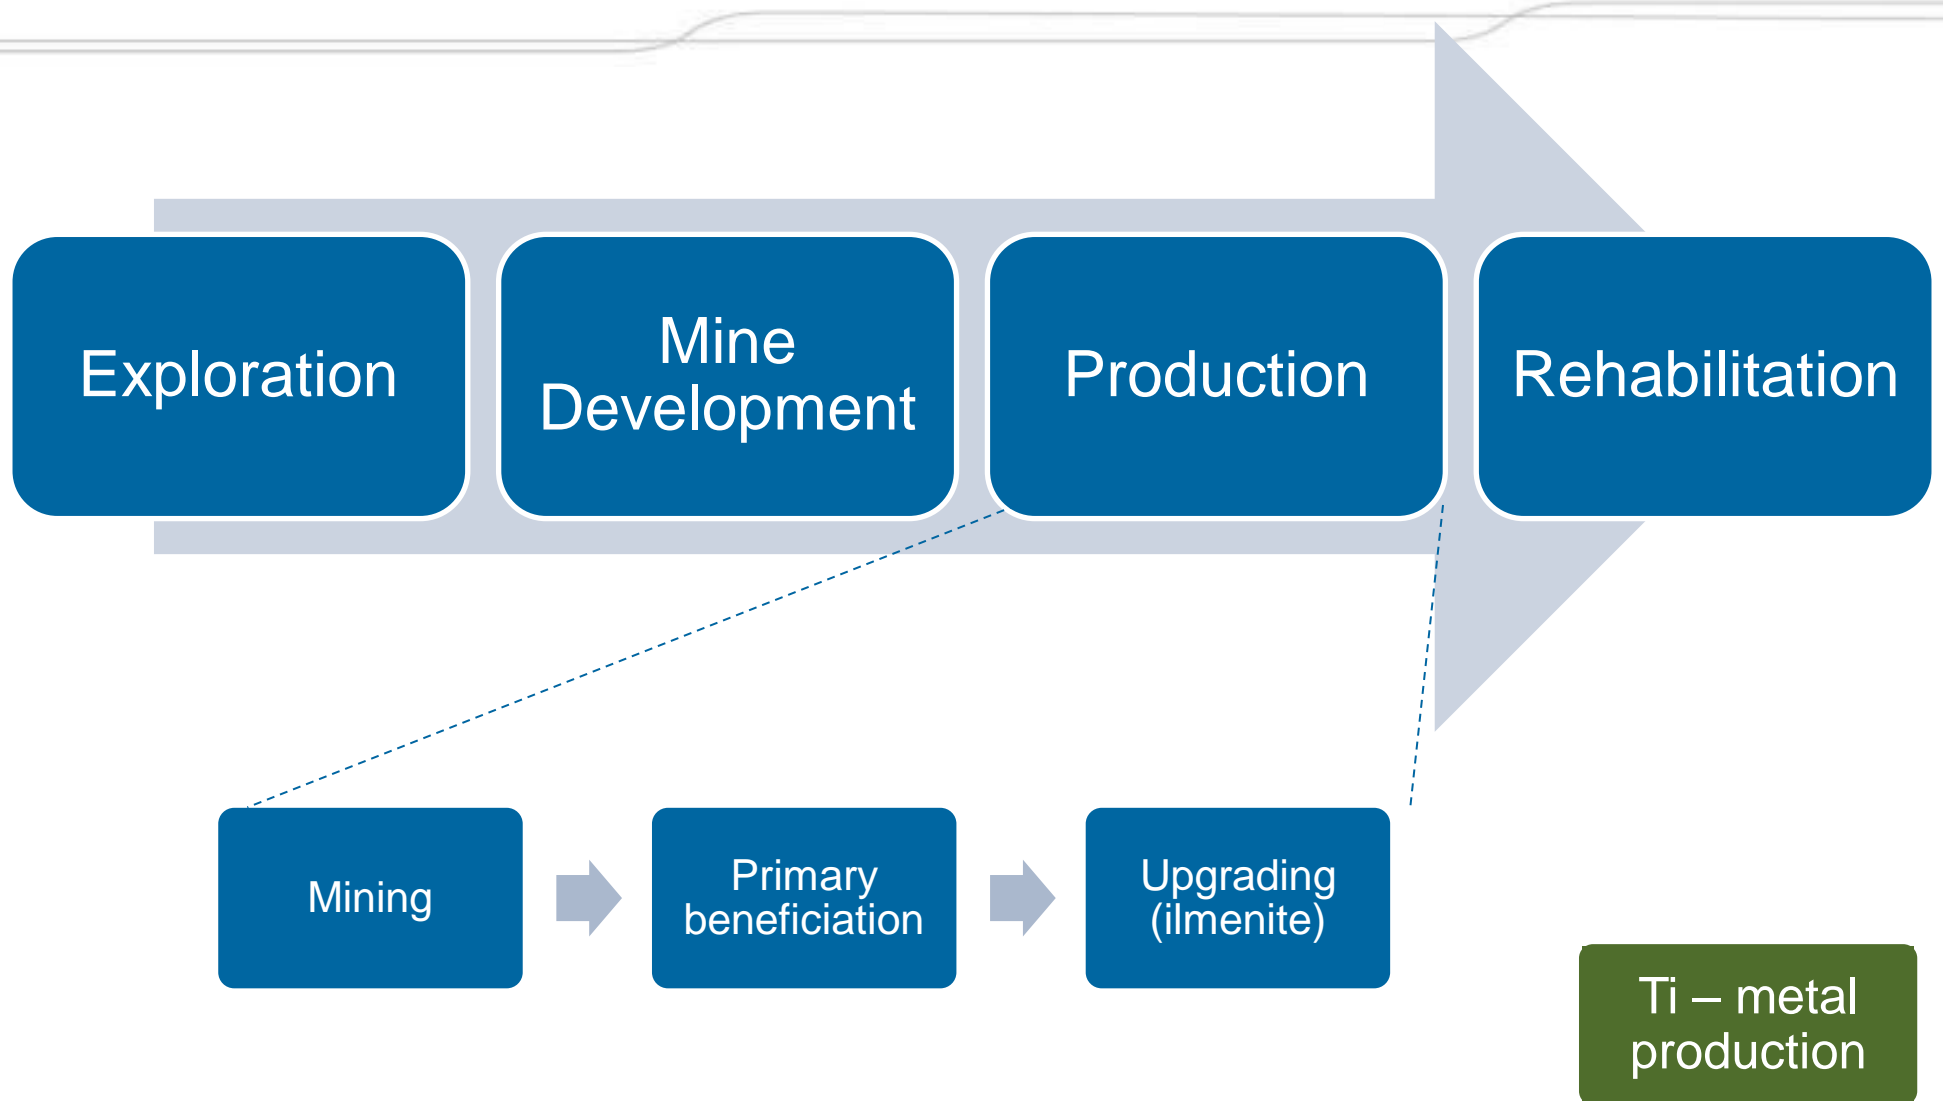 Exploration
Mine
Development
Production
Rehabilitation
Mining
Primary
beneficiation
Upgrading
(ilmenite)
Ti – metal
production